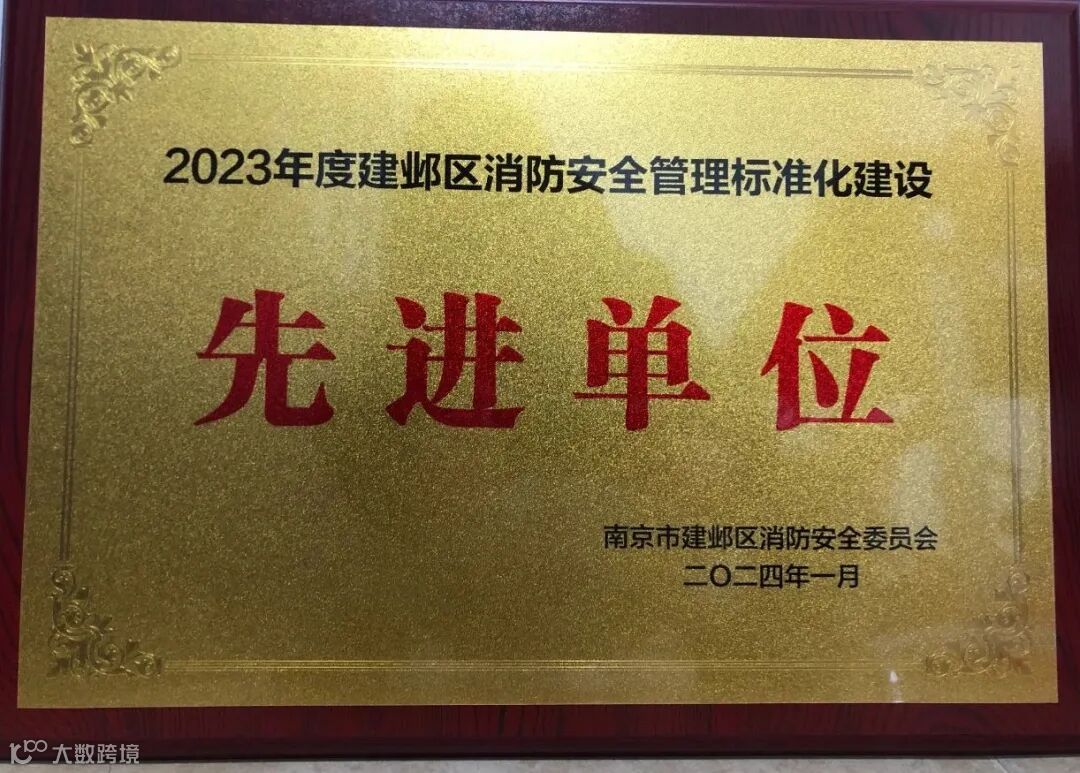 2023年度建邺区消防安全管理标准化建设
先进单位
南京市建邺区消防安全委员会
二〇二四年一月
大数跨境